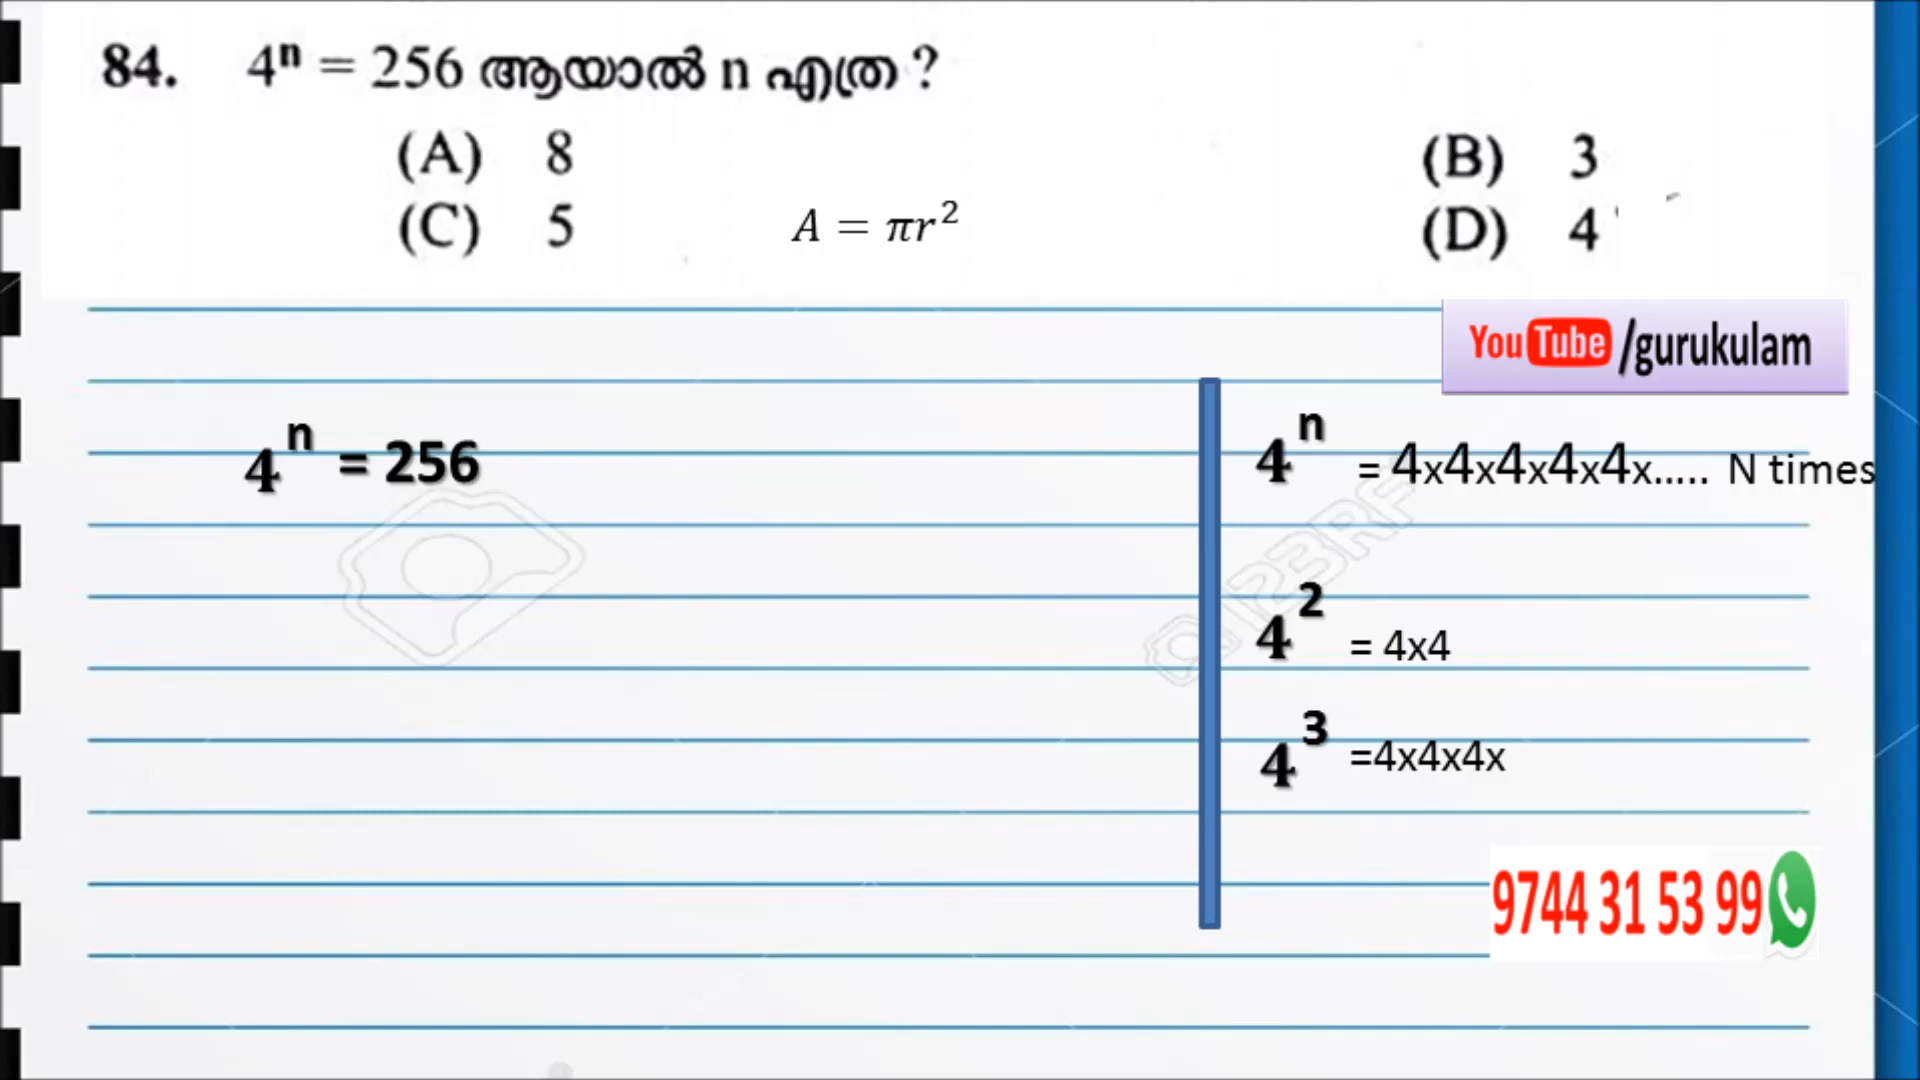 84. 4ⁿ = 256 ആയാൽ n എത്ര ?
(A) 8 (B) 3
(C) 5 A = πr² (D) 4
YouTube /gurukulam
4ⁿ = 256
4ⁿ = 4x4x4x4x4x..... N times
123RF
4² = 4x4
4³ =4x4x4x
9744 31 53 99